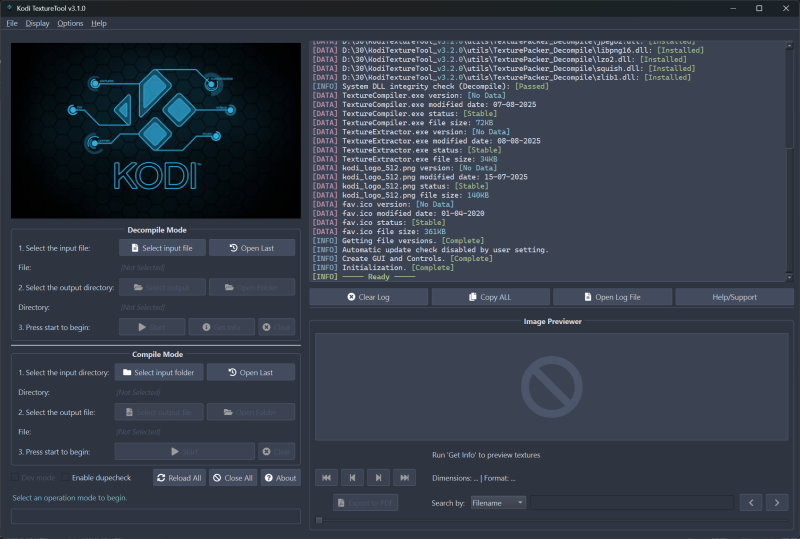 Kodi TextureTool v3.1.0
File Display Options Help
KODI
[DATA] D:\30\KodiTextureTool_v3.2.0\utils\TexturePacker_Decompile\jpeg62.dll: [Installed]
[DATA] D:\30\KodiTextureTool_v3.2.0\utils\TexturePacker_Decompile\libpng16.dll: [Installed]
[DATA] D:\30\KodiTextureTool_v3.2.0\utils\TexturePacker_Decompile\lzo2.dll: [Installed]
[DATA] D:\30\KodiTextureTool_v3.2.0\utils\TexturePacker_Decompile\squish.dll: [Installed]
[DATA] D:\30\KodiTextureTool_v3.2.0\utils\TexturePacker_Decompile\zlib1.dll: [Installed]
[INFO] System DLL integrity check (Decompile): [Passed]
[DATA] TextureCompiler.exe version: [No Data]
[DATA] TextureCompiler.exe modified date: 07-08-2025
[DATA] TextureCompiler.exe status: [Stable]
[DATA] TextureCompiler.exe file size: 72kB
[DATA] TextureExtractor.exe version: [No Data]
[DATA] TextureExtractor.exe modified date: 08-08-2025
[DATA] TextureExtractor.exe status: [Stable]
[DATA] TextureExtractor.exe file size: 34kB
[DATA] kodi_logo_512.png version: [No Data]
[DATA] kodi_logo_512.png modified date: 15-07-2025
[DATA] kodi_logo_512.png status: [Stable]
[DATA] kodi_logo_512.png file size: 140kB
[DATA] fav.ico version: [No Data]
[DATA] fav.ico modified date: 01-04-2020
[DATA] fav.ico status: [Stable]
[DATA] fav.ico file size: 361kB
[INFO] Getting file versions. [Complete]
[INFO] Automatic update check disabled by user setting.
[INFO] Create GUI and Controls. [Complete]
[INFO] Initialization. [Complete]
[INFO] ───── Ready ─────
Clear Log Copy ALL Open Log File Help/Support
Decompile Mode
1. Select the input file: Select input file Open Last
File: (Not Selected)
2. Select the output directory: Select output Open Folder
Directory: (Not Selected)
3. Press start to begin: Start Get Info Clear
Compile Mode
1. Select the input directory: Select input folder Open Last
Directory: (Not Selected)
2. Select the output file: Select output file Open Folder
File: (Not Selected)
3. Press start to begin: Start Clear
Dev mode Enable dupecheck Reload All Close All About
Select an operation mode to begin.
Image Previewer
Run 'Get Info' to preview textures
Dimensions: ... | Format: ...
Search by: Filename